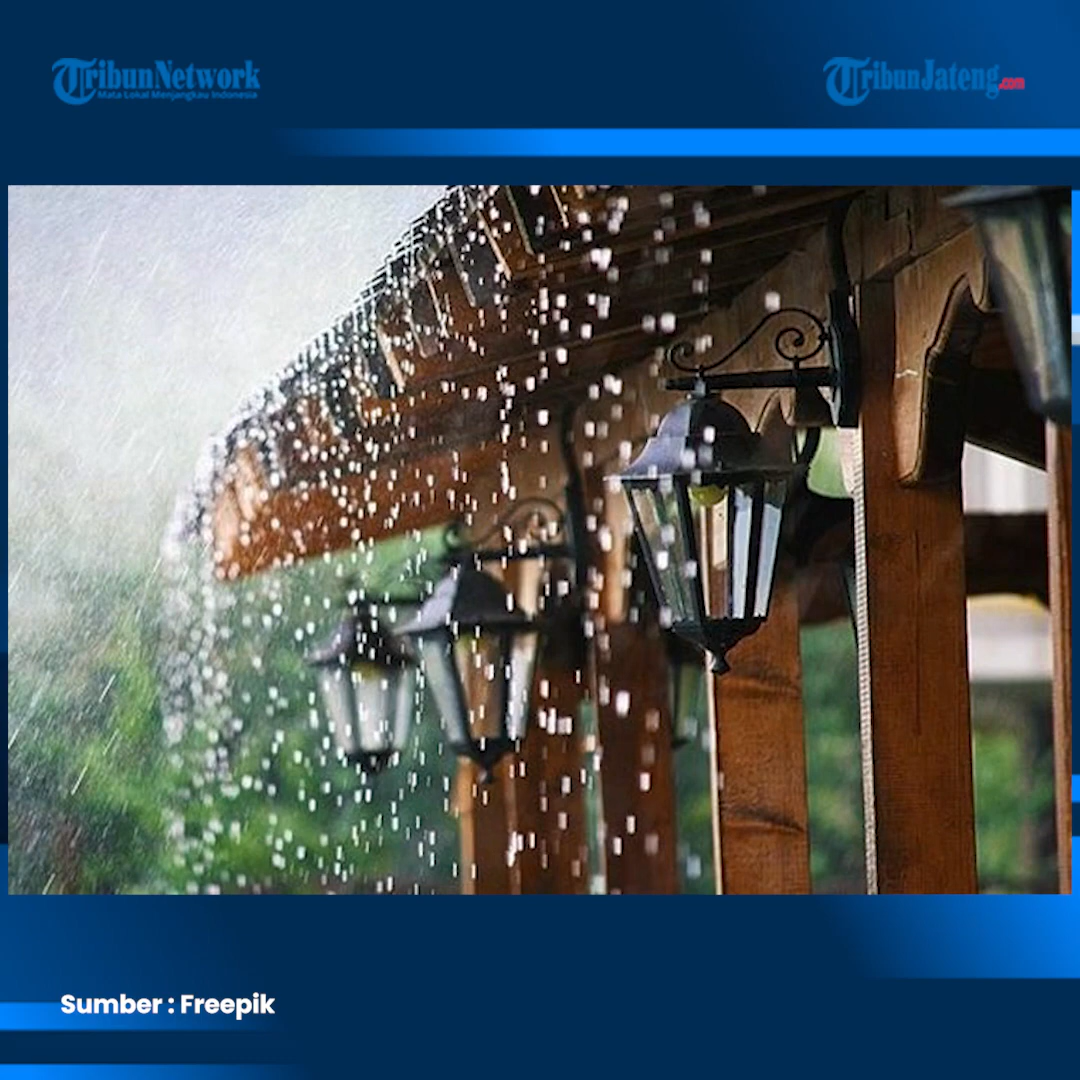 TribunNetwork
Mata Lokal Menjangkau Indonesia
TribunJateng.com
Sumber : Freepik